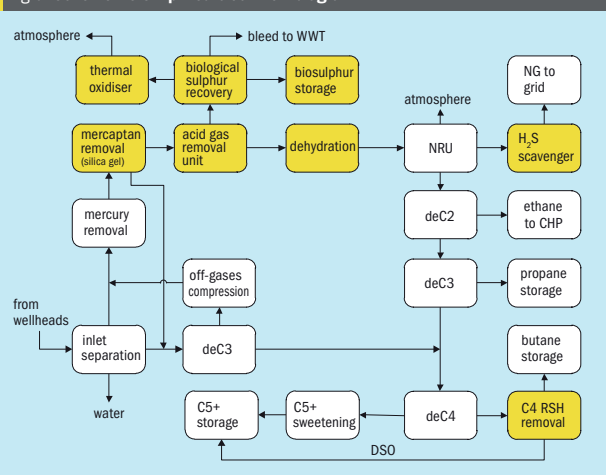 atmosphere
bleed to WWT
thermal
oxidiser
biological
sulphur
recovery
biosulphur
storage
NG to
grid
atmosphere
mercaptan
removal
(silica gel)
acid gas
removal
unit
dehydration
NRU
H₂S
scavenger
mercury
removal
deC2
ethane
to CHP
off-gases
compression
deC3
propane
storage
from
wellheads
inlet
separation
deC3
butane
storage
water
C5+
storage
C5+
sweetening
deC4
C4 RSH
removal
DSO